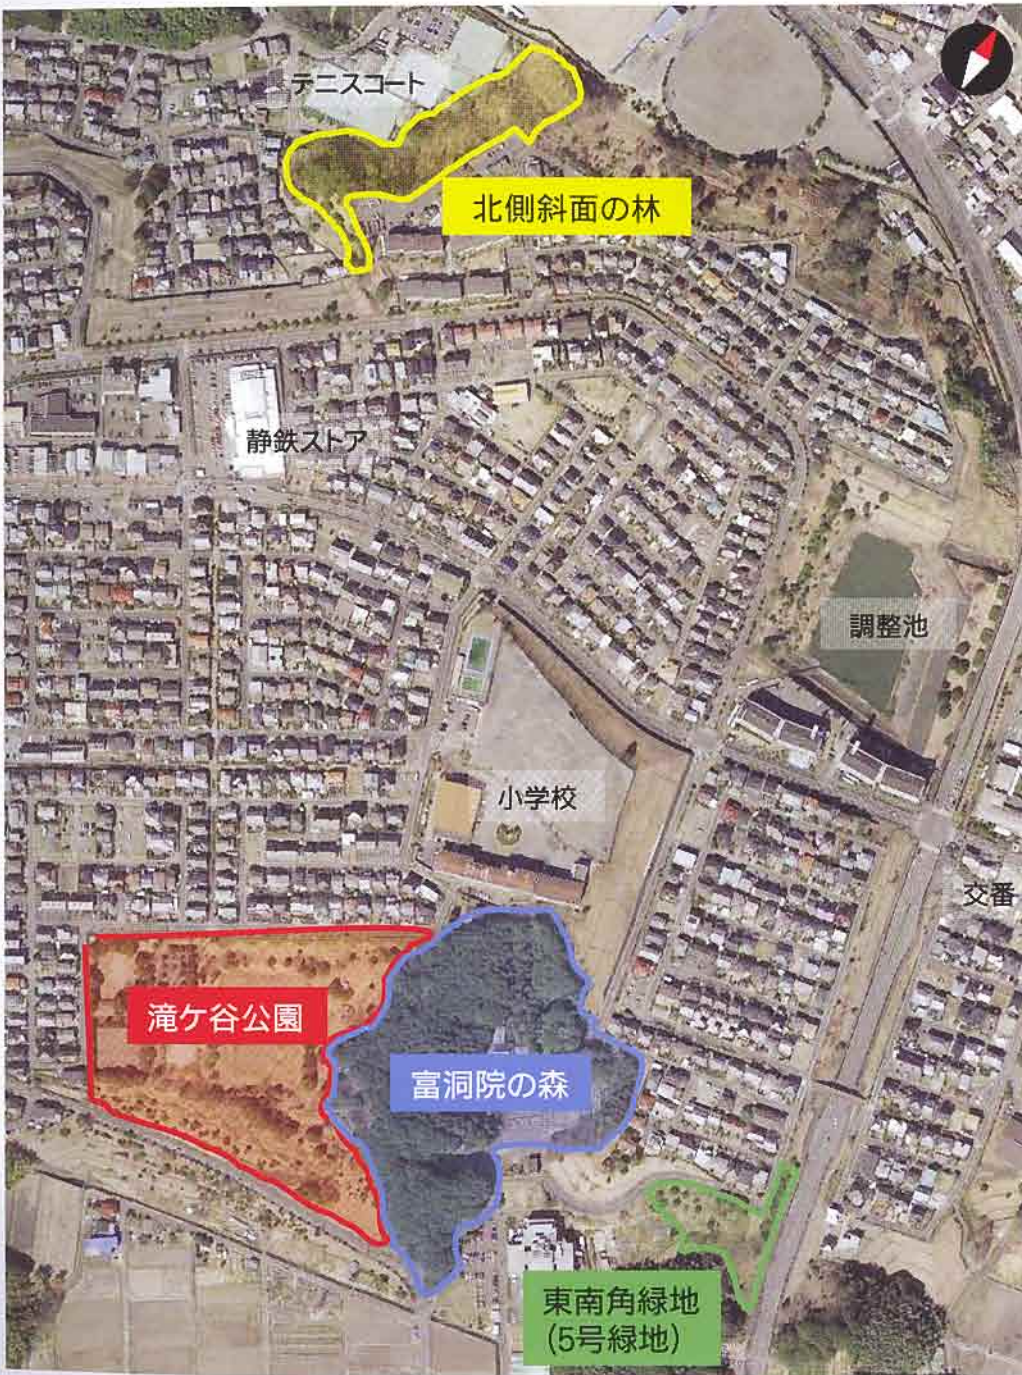 テニスコート
北側斜面の林
静鉄ストア
調整池
小学校
交番
滝ケ谷公園
富洞院の森
東南角緑地
(5号緑地)